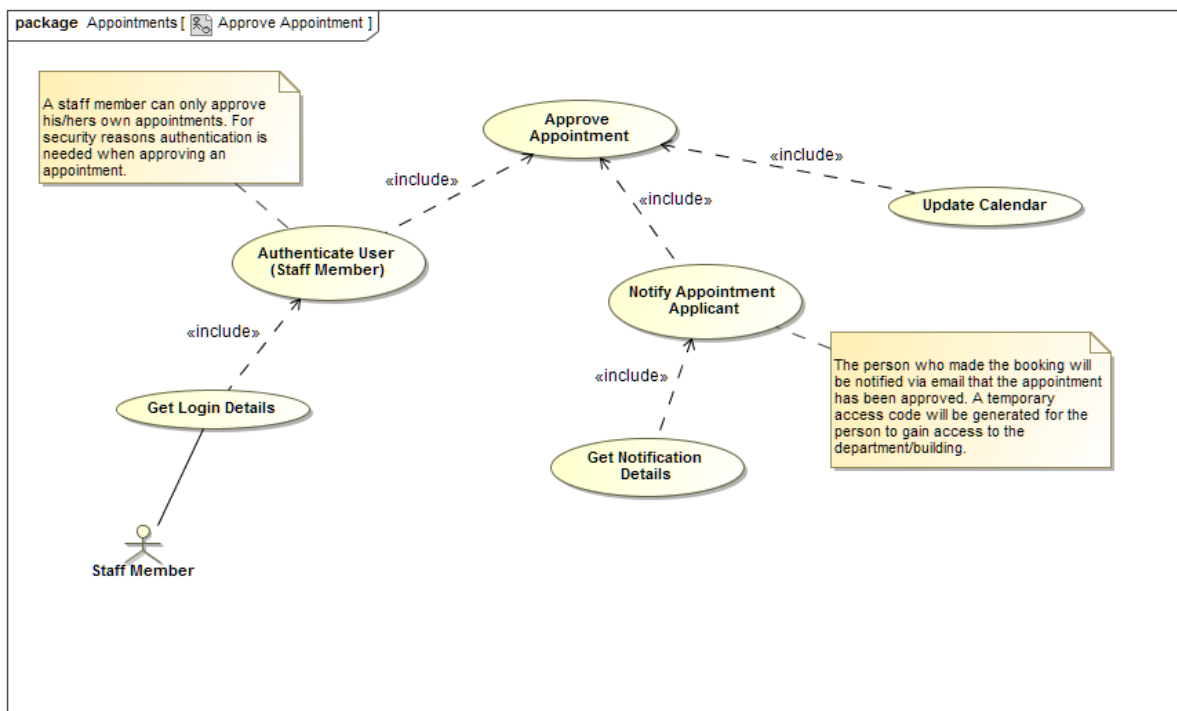 package Appointments [ Approve Appointment ]
A staff member can only approve
his/hers own appointments. For
security reasons authentication is
needed when approving an
appointment.
Approve
Appointment
«include»
«include»
«include»
Update Calendar
Authenticate User
(Staff Member)
Notify Appointment
Applicant
«include»
«include»
The person who made the booking will
be notified via email that the appointment
has been approved. A temporary
access code will be generated for the
person to gain access to the
department/building.
Get Login Details
Get Notification
Details
Staff Member